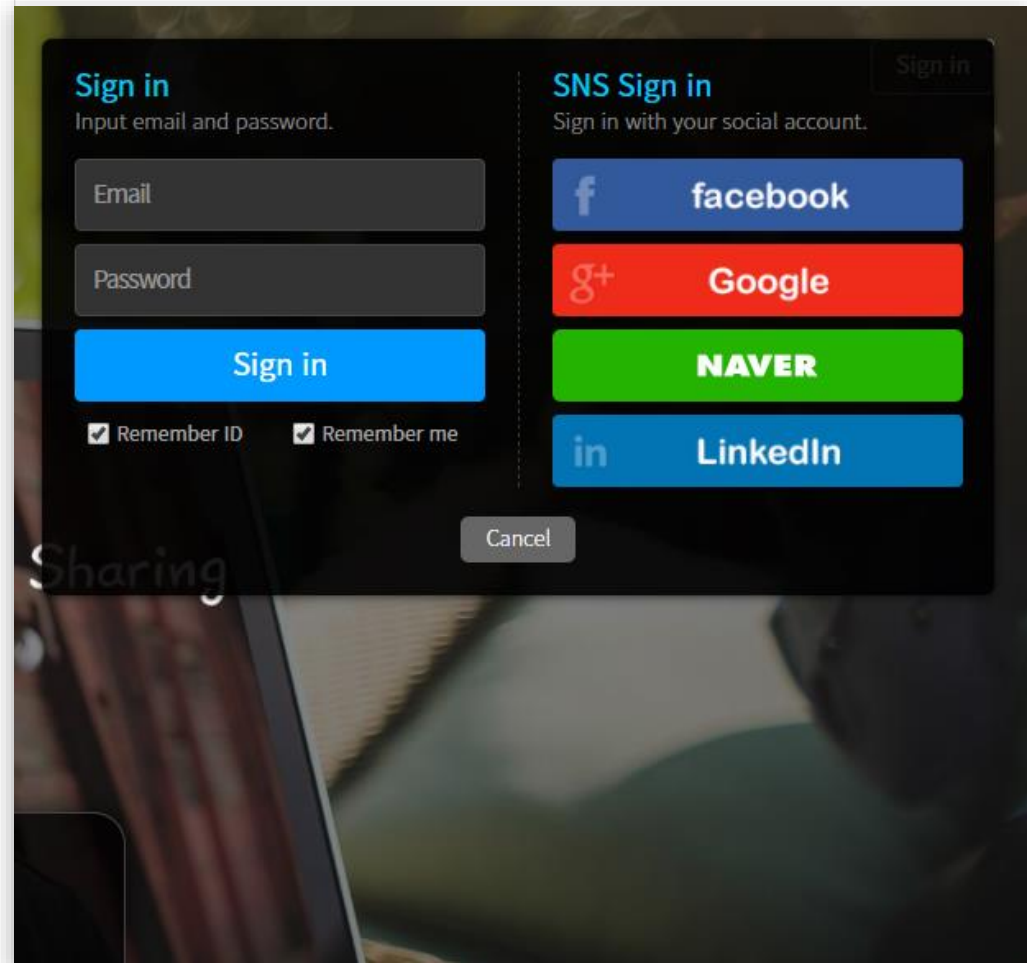 Sign in
Input email and password.
Email
Password
Sign in
Remember ID
Remember me
SNS Sign in
Sign in with your social account.
f facebook
g+ Google
NAVER
in LinkedIn
Cancel
Sign in
Sharing